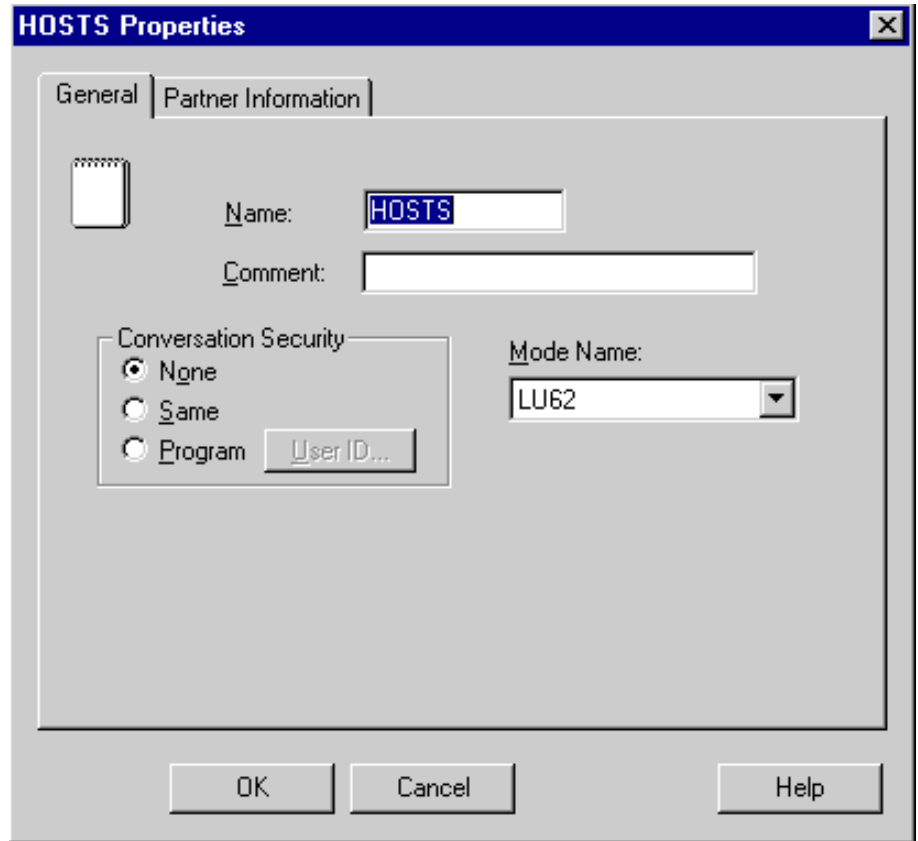 HOSTS Properties
General Partner Information
Name: HOSTS
Comment:
Conversation Security
None
Same
Program User ID...
Mode Name:
LU62
OK Cancel Help